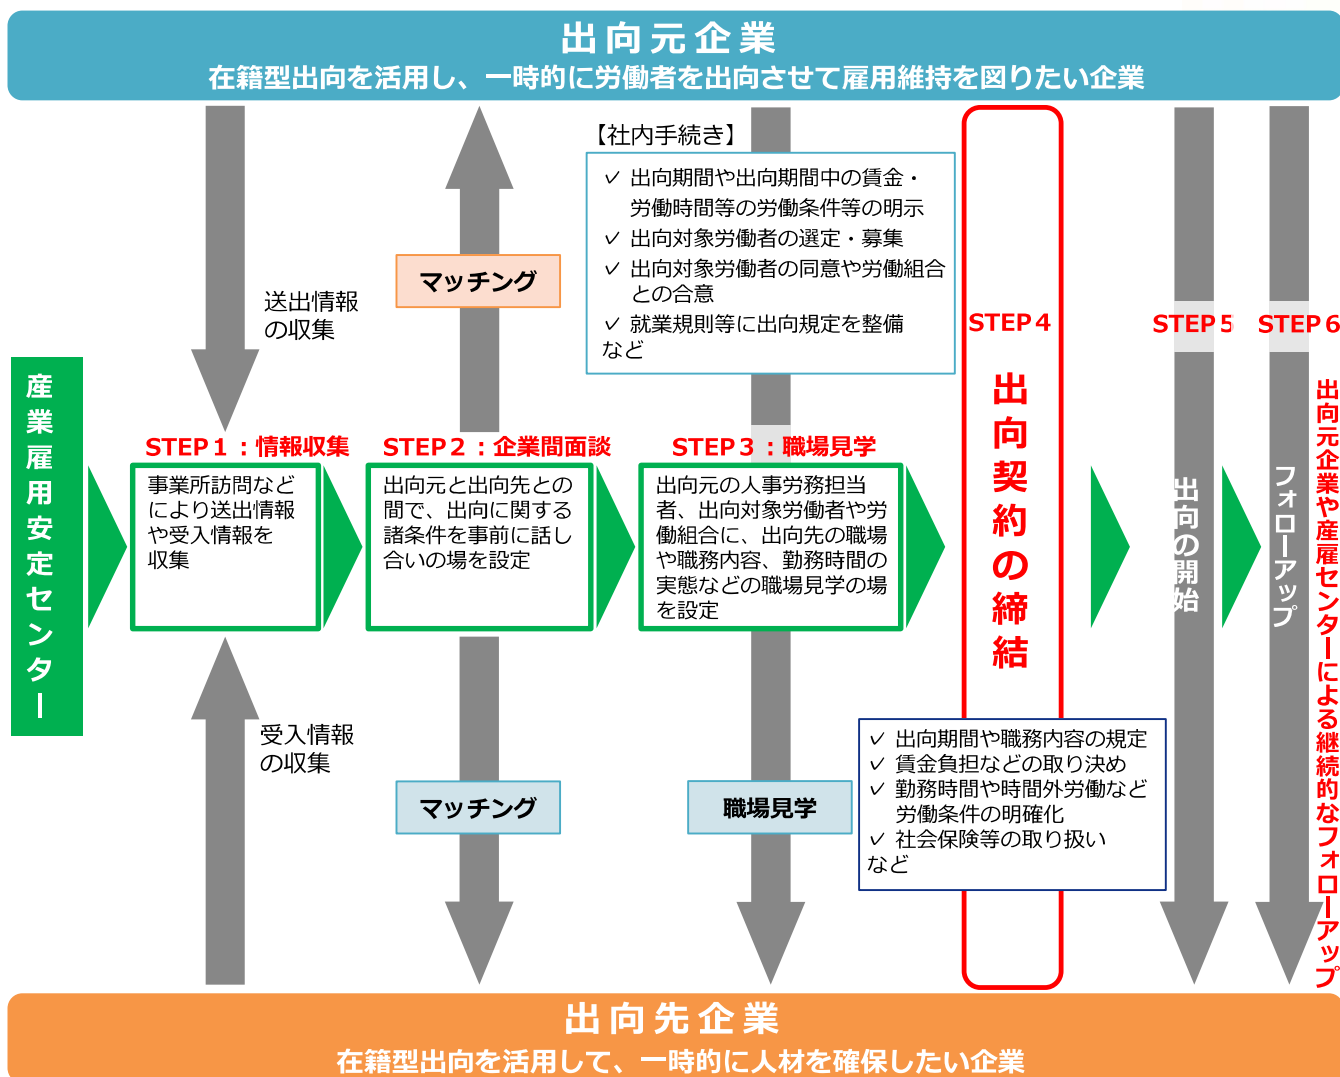 出向元企業
在籍型出向を活用し、一時的に労働者を出向させて雇用維持を図りたい企業
【社内手続き】
✓ 出向期間や出向期間中の賃金・
労働時間等の労働条件等の明示
✓ 出向対象労働者の選定・募集
✓ 出向対象労働者の同意や労働組合
との合意
✓ 就業規則等に出向規定を整備
など
マッチング
送出情報
の収集
産業雇用安定センター
STEP1：情報収集
事業所訪問など
により送出情報
や受入情報を
収集
STEP2：企業間面談
出向元と出向先との
間で、出向に関する
諸条件を事前に話し
合いの場を設定
STEP3：職場見学
出向元の人事労務担当
者、出向対象労働者や労
働組合に、出向先の職場
や職務内容、勤務時間の
実態などの職場見学の場
を設定
STEP4
出向契約の締結
STEP5
出向の開始
STEP6
フォローアップ
出向元企業や産雇センターによる継続的なフォローアップ
受入情報
の収集
マッチング
職場見学
✓ 出向期間や職務内容の規定
✓ 賃金負担などの取り決め
✓ 勤務時間や時間外労働など
労働条件の明確化
✓ 社会保険等の取り扱い
など
出向先企業
在籍型出向を活用して、一時的に人材を確保したい企業